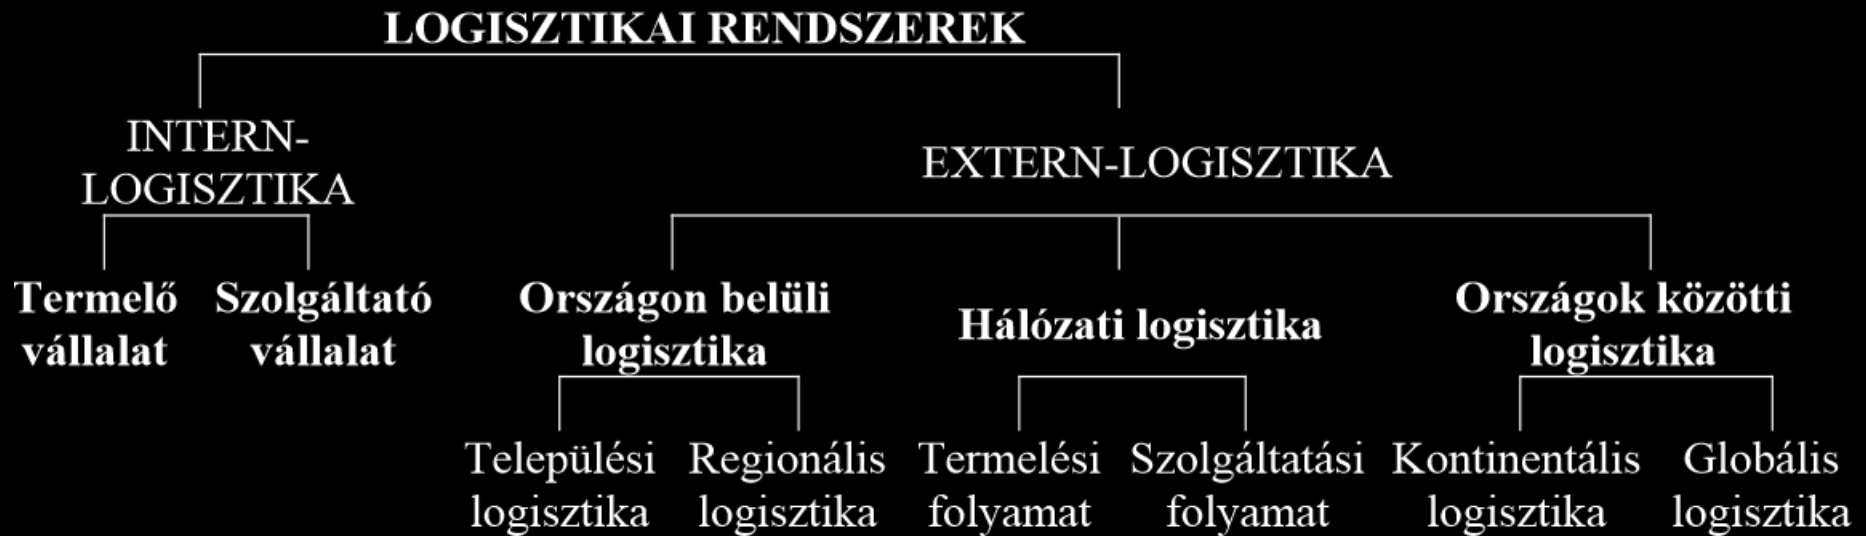 LOGISZTIKAI RENDSZEREK
INTERN-
LOGISZTIKA
EXTERN-LOGISZTIKA
Termelő
vállalat
Szolgáltató
vállalat
Országon belüli
logisztika
Hálózati logisztika
Országok közötti
logisztika
Települési
logisztika
Regionális
logisztika
Termelési
folyamat
Szolgáltatási
folyamat
Kontinentális
logisztika
Globális
logisztika